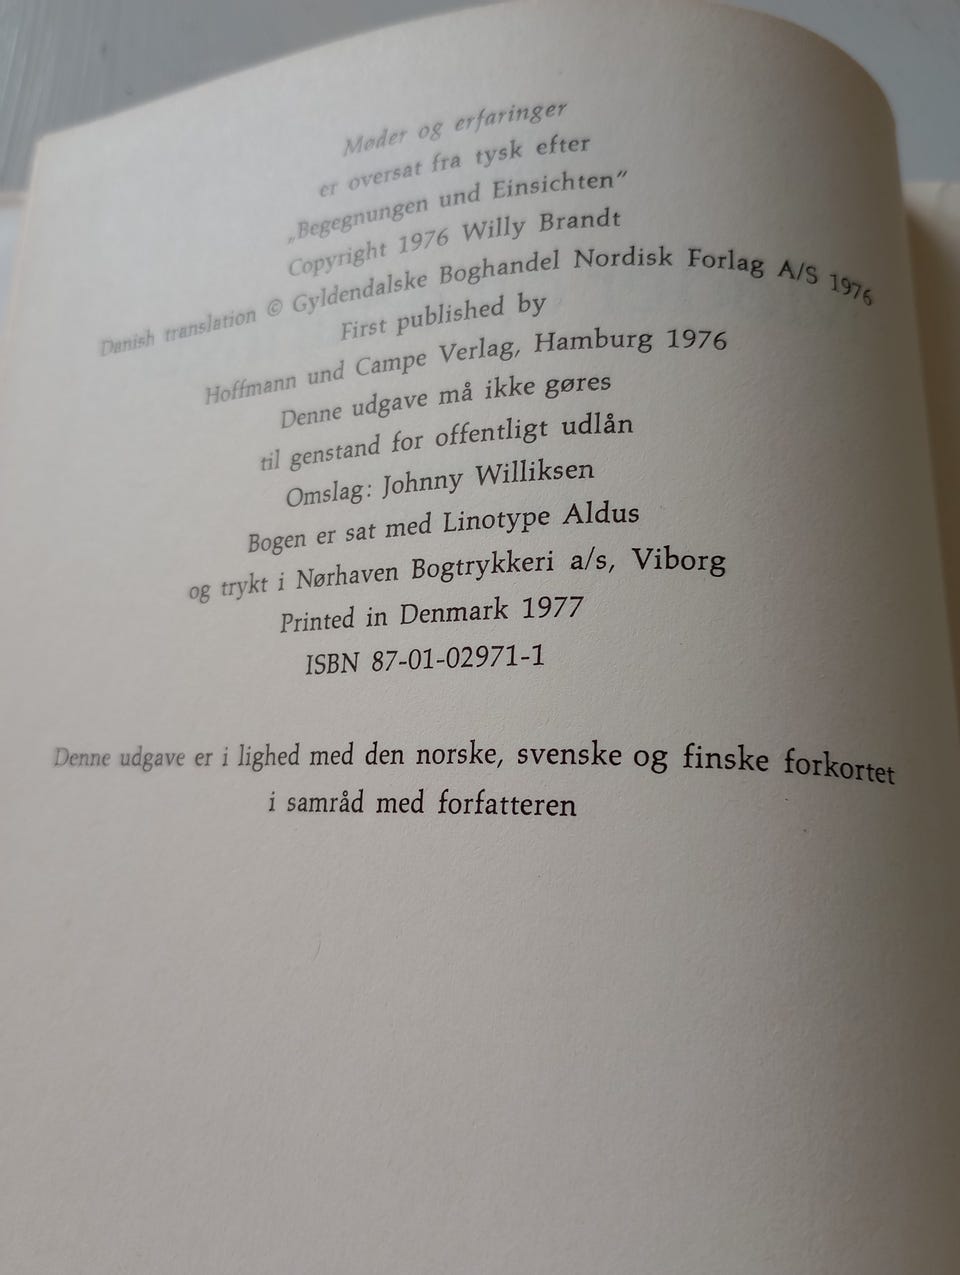 Møder og erfaringer
er oversat fra tysk efter
„Begegnungen und Einsichten”
Copyright 1976 Willy Brandt
Danish translation © Gyldendalske Boghandel Nordisk Forlag A/S 1976
First published by
Hoffmann und Campe Verlag, Hamburg 1976
Denne udgave må ikke gøres
til genstand for offentligt udlån
Omslag: Johnny Williksen
Bogen er sat med Linotype Aldus
og trykt i Nørhaven Bogtrykkeri a/s, Viborg
Printed in Denmark 1977
ISBN 87-01-02971-1
Denne udgave er i lighed med den norske, svenske og finske forkortet
i samråd med forfatteren